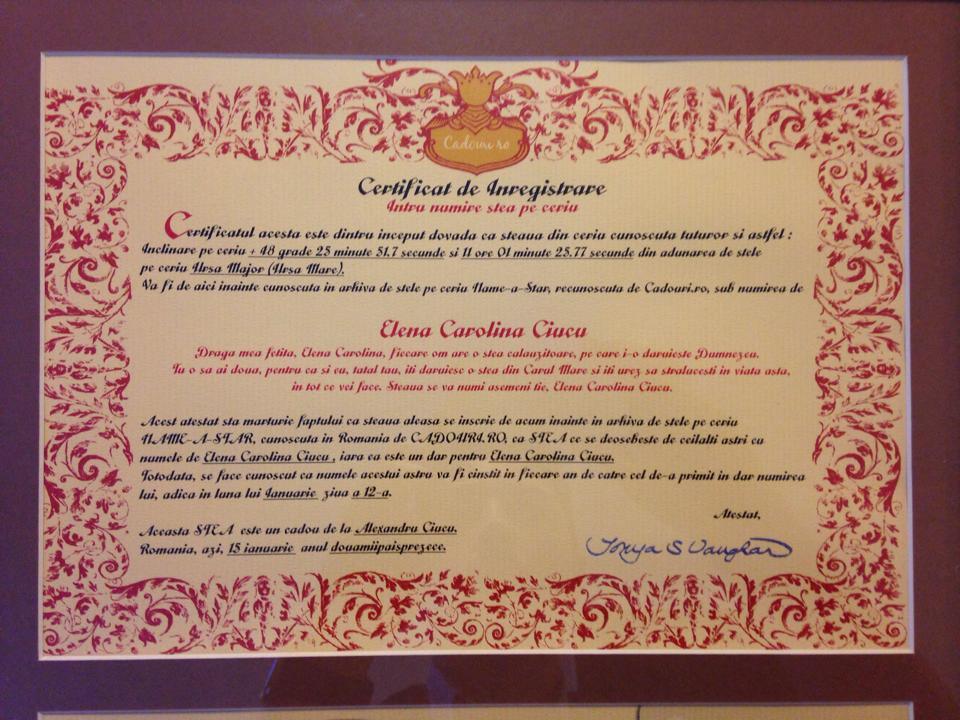 Cadouri.ro
Certificat de Inregistrare
Intru numire stea pe ceriu
Certificatul acesta este dintru inceput dovada ca steaua din ceriu cunoscuta tuturor si astfel :
Inclinare pe ceriu + 48 grade 25 minute 51.7 secunde si 11 ore 01 minute 25.77 secunde din adunarea de stele
pe ceriu Ursa Major (Ursa Mare).
Va fi de aici inainte cunoscuta in arhiva de stele pe ceriu Name-a-Star, recunoscuta de Cadouri.ro, sub numirea de
Elena Carolina Ciucu
Draga mea fetita, Elena Carolina, fiecare om are o stea calauzitoare, pe care i-o daruieste Dumnezeu.
Tu o sa ai doua, pentru ca si eu, tatal tau, iti daruiesc o stea din Carul Mare si iti urez sa stralucesti in viata asta,
in tot ce vei face. Steaua se va numi asemeni tie, Elena Carolina Ciucu.
Acest atestat sta marturie faptului ca steaua aleasa se inscrie de acum inainte in arhiva de stele pe ceriu
NAME-A-STAR, cunoscuta in Romania de CADOURI.RO, ca STEA ce se deosebeste de ceilalti astri cu
numele de Elena Carolina Ciucu , iara ca este un dar pentru Elena Carolina Ciucu.
Totodata, se face cunoscut ca numele acestui astru va fi cinstit in fiecare an de catre cel de-a primit in dar numirea
lui, adica in luna lui Ianuarie ziua a 12-a.
Atestat,
Aceasta STEA este un cadou de la Alexandru Ciucu.
Romania, azi, 15 ianuarie anul douamiipaisprezece.
Tonya S Vaughan